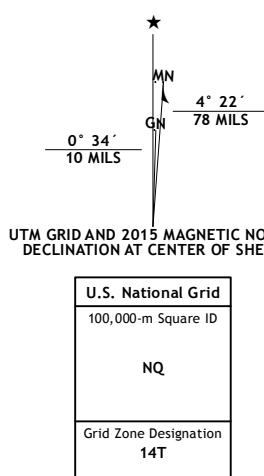 ★
MN
GN
4° 22´
78 MILS
0° 34´
10 MILS
UTM GRID AND 2015 MAGNETIC NO
DECLINATION AT CENTER OF SHE
U.S. National Grid
100,000-m Square ID
NQ
Grid Zone Designation
14T